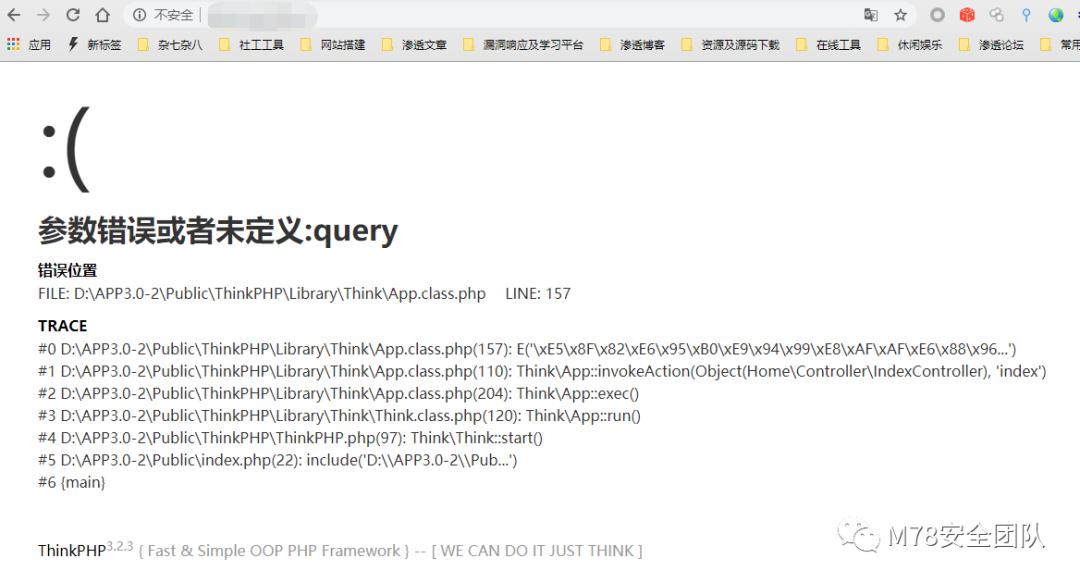 不安全
应用 新标签 杂七杂八 社工工具 网站搭建 渗透文章 漏洞响应及学习平台 渗透博客 资源及源码下载 在线工具 休闲娱乐 渗透论坛 常用
:(
参数错误或者未定义:query
错误位置
FILE: D:\APP3.0-2\Public\ThinkPHP\Library\Think\App.class.php LINE: 157
TRACE
#0 D:\APP3.0-2\Public\ThinkPHP\Library\Think\App.class.php(157): E('\xE5\x8F\x82\xE6\x95\xB0\xE9\x94\x99\xE8\xAF\xAF\xE6\x88\x96...')
#1 D:\APP3.0-2\Public\ThinkPHP\Library\Think\App.class.php(110): Think\App::invokeAction(Object(Home\Controller\IndexController), 'index')
#2 D:\APP3.0-2\Public\ThinkPHP\Library\Think\App.class.php(204): Think\App::exec()
#3 D:\APP3.0-2\Public\ThinkPHP\Library\Think\Think.class.php(120): Think\App::run()
#4 D:\APP3.0-2\Public\ThinkPHP\ThinkPHP.php(97): Think\Think::start()
#5 D:\APP3.0-2\Public\index.php(22): include('D:\\APP3.0-2\\Pub...')
#6 {main}
ThinkPHP3.2.3 { Fast & Simple OOP PHP Framework } -- [ WE CAN DO IT JUST THINK ]
M78安全团队